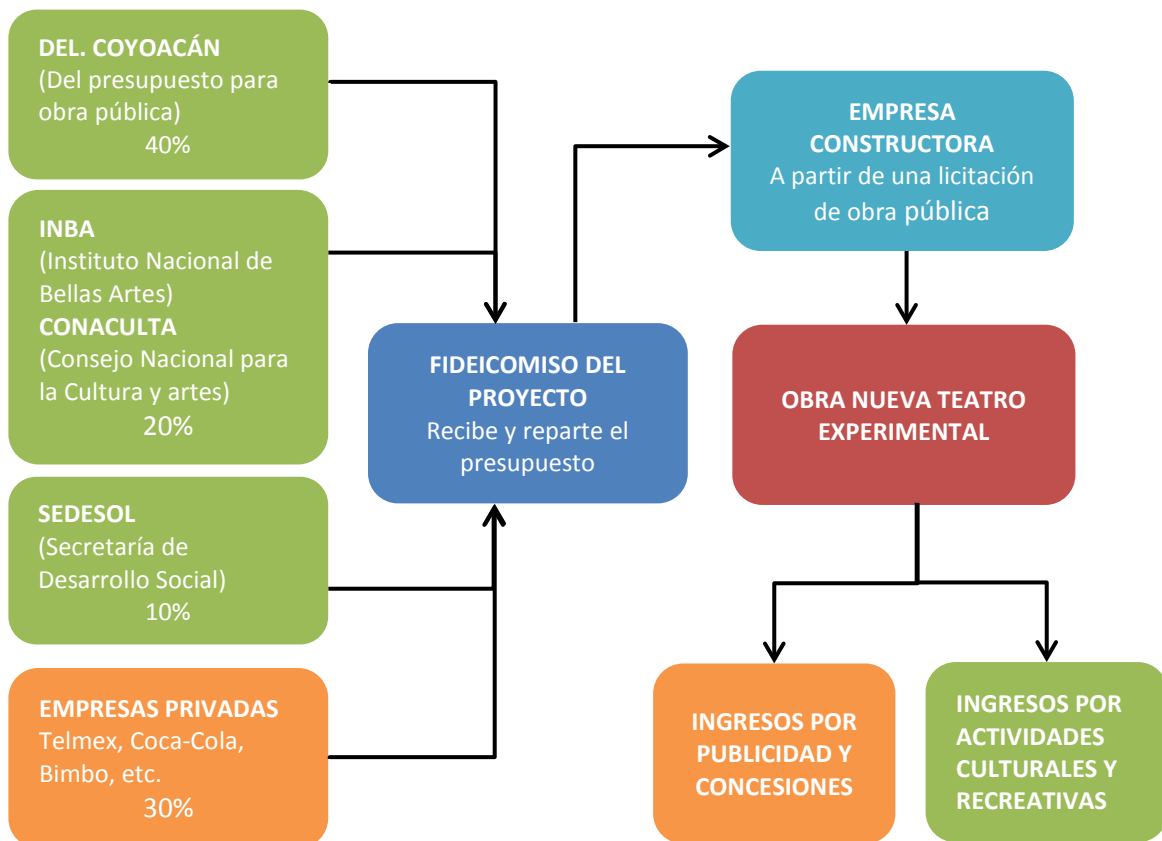 DEL. COYOACÁN
(Del presupuesto para
obra pública)
40%
INBA
(Instituto Nacional de
Bellas Artes)
CONACULTA
(Consejo Nacional para
la Cultura y artes)
20%
SEDESOL
(Secretaría de
Desarrollo Social)
10%
EMPRESAS PRIVADAS
Telmex, Coca-Cola,
Bimbo, etc.
30%
FIDEICOMISO DEL
PROYECTO
Recibe y reparte el
presupuesto
EMPRESA
CONSTRUCTORA
A partir de una licitación
de obra pública
OBRA NUEVA TEATRO
EXPERIMENTAL
INGRESOS POR
PUBLICIDAD Y
CONCESIONES
INGRESOS POR
ACTIVIDADES
CULTURALES Y
RECREATIVAS